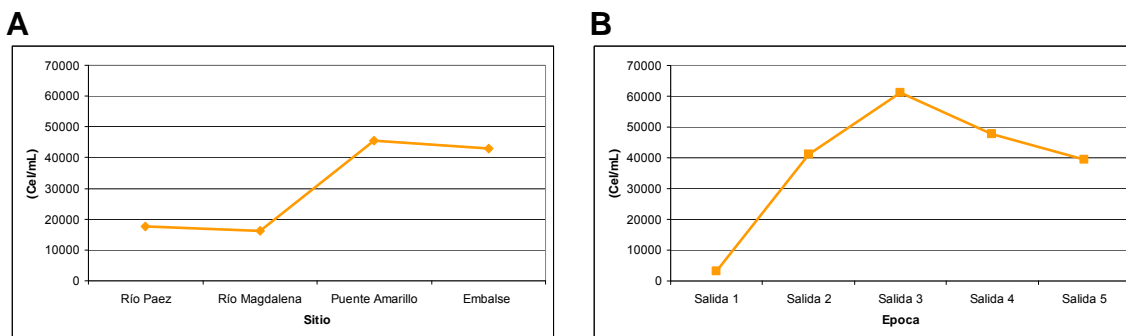 A
70000
60000
50000
40000
30000
20000
10000
0
(Cel/mL)
Río Paez
Río Magdalena
Puente Amarillo
Embalse
Sitio
B
70000
60000
50000
40000
30000
20000
10000
0
(Cel/mL)
Salida 1
Salida 2
Salida 3
Salida 4
Salida 5
Epoca